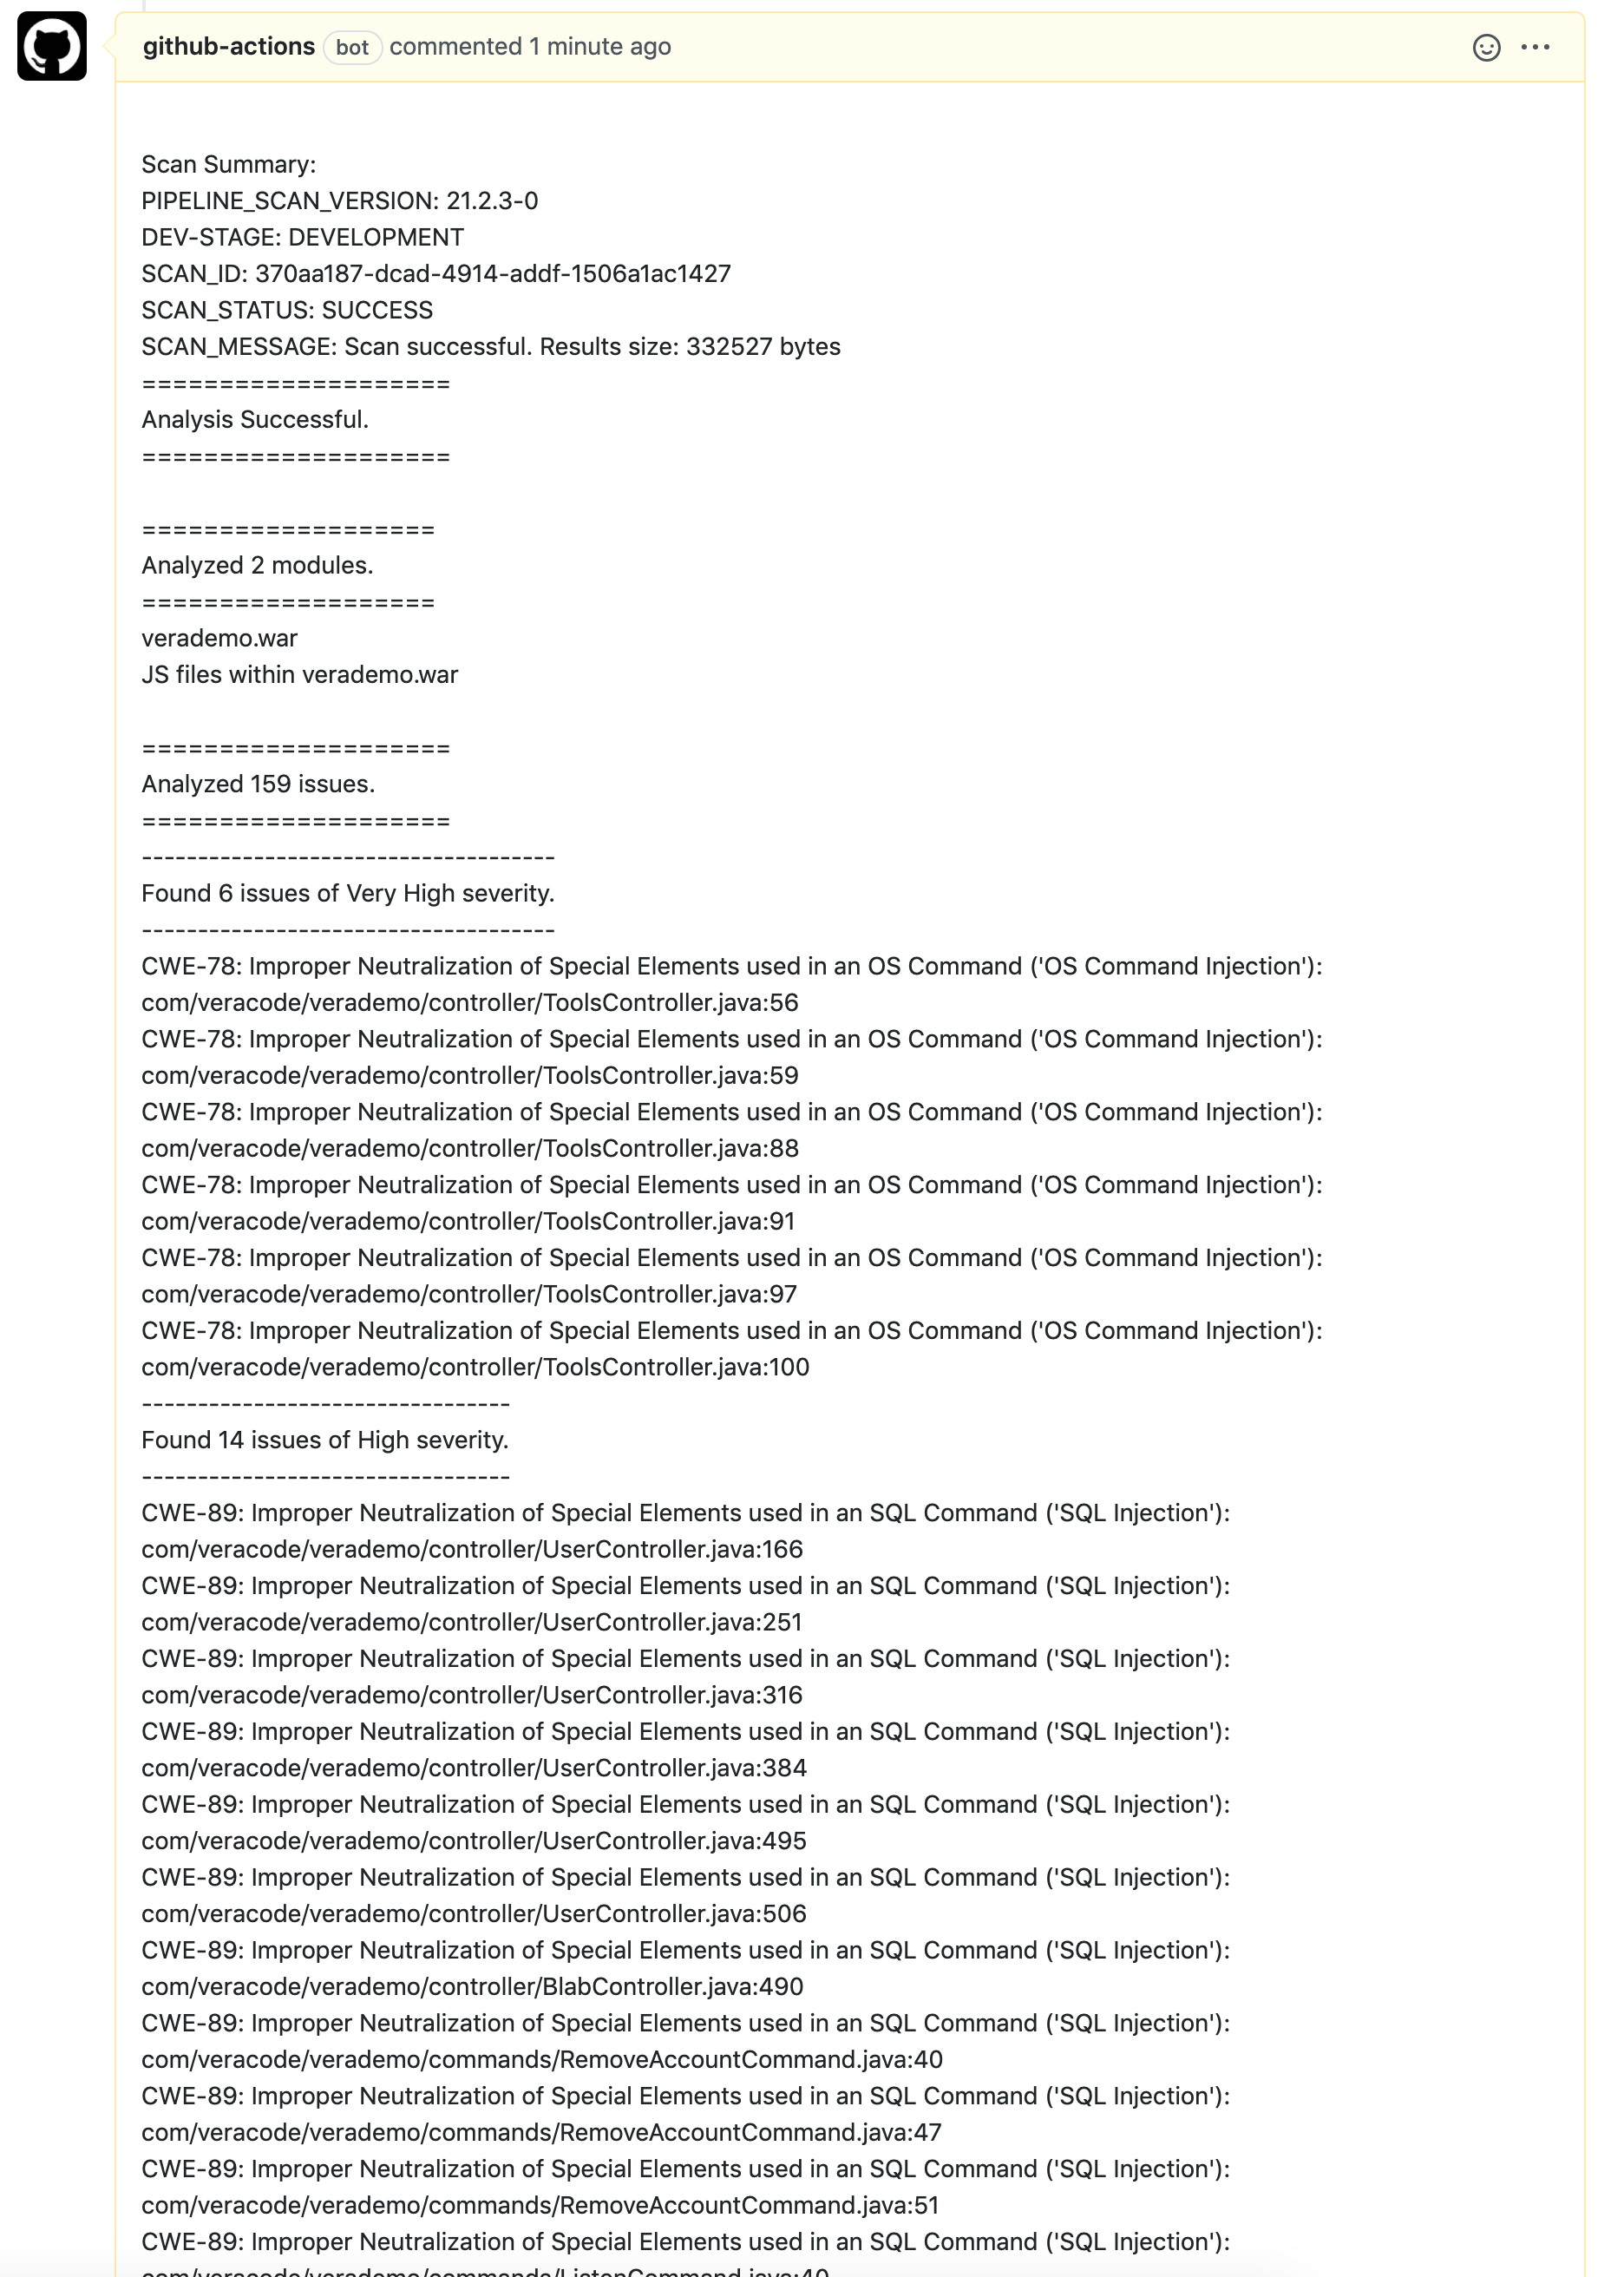 github-actions bot commented 1 minute ago
Scan Summary:
PIPELINE_SCAN_VERSION: 21.2.3-0
DEV-STAGE: DEVELOPMENT
SCAN_ID: 370aa187-dcad-4914-addf-1506a1ac1427
SCAN_STATUS: SUCCESS
SCAN_MESSAGE: Scan successful. Results size: 332527 bytes
====================
Analysis Successful.
====================
===================
Analyzed 2 modules.
===================
verademo.war
JS files within verademo.war
====================
Analyzed 159 issues.
====================
-------------------------------------
Found 6 issues of Very High severity.
-------------------------------------
CWE-78: Improper Neutralization of Special Elements used in an OS Command ('OS Command Injection'):
com/veracode/verademo/controller/ToolsController.java:56
CWE-78: Improper Neutralization of Special Elements used in an OS Command ('OS Command Injection'):
com/veracode/verademo/controller/ToolsController.java:59
CWE-78: Improper Neutralization of Special Elements used in an OS Command ('OS Command Injection'):
com/veracode/verademo/controller/ToolsController.java:88
CWE-78: Improper Neutralization of Special Elements used in an OS Command ('OS Command Injection'):
com/veracode/verademo/controller/ToolsController.java:91
CWE-78: Improper Neutralization of Special Elements used in an OS Command ('OS Command Injection'):
com/veracode/verademo/controller/ToolsController.java:97
CWE-78: Improper Neutralization of Special Elements used in an OS Command ('OS Command Injection'):
com/veracode/verademo/controller/ToolsController.java:100
---------------------------------
Found 14 issues of High severity.
---------------------------------
CWE-89: Improper Neutralization of Special Elements used in an SQL Command ('SQL Injection'):
com/veracode/verademo/controller/UserController.java:166
CWE-89: Improper Neutralization of Special Elements used in an SQL Command ('SQL Injection'):
com/veracode/verademo/controller/UserController.java:251
CWE-89: Improper Neutralization of Special Elements used in an SQL Command ('SQL Injection'):
com/veracode/verademo/controller/UserController.java:316
CWE-89: Improper Neutralization of Special Elements used in an SQL Command ('SQL Injection'):
com/veracode/verademo/controller/UserController.java:384
CWE-89: Improper Neutralization of Special Elements used in an SQL Command ('SQL Injection'):
com/veracode/verademo/controller/UserController.java:495
CWE-89: Improper Neutralization of Special Elements used in an SQL Command ('SQL Injection'):
com/veracode/verademo/controller/UserController.java:506
CWE-89: Improper Neutralization of Special Elements used in an SQL Command ('SQL Injection'):
com/veracode/verademo/controller/BlabController.java:490
CWE-89: Improper Neutralization of Special Elements used in an SQL Command ('SQL Injection'):
com/veracode/verademo/commands/RemoveAccountCommand.java:40
CWE-89: Improper Neutralization of Special Elements used in an SQL Command ('SQL Injection'):
com/veracode/verademo/commands/RemoveAccountCommand.java:47
CWE-89: Improper Neutralization of Special Elements used in an SQL Command ('SQL Injection'):
com/veracode/verademo/commands/RemoveAccountCommand.java:51
CWE-89: Improper Neutralization of Special Elements used in an SQL Command ('SQL Injection'):
com/veracode/verademo/commands/ListenCommand.java:40